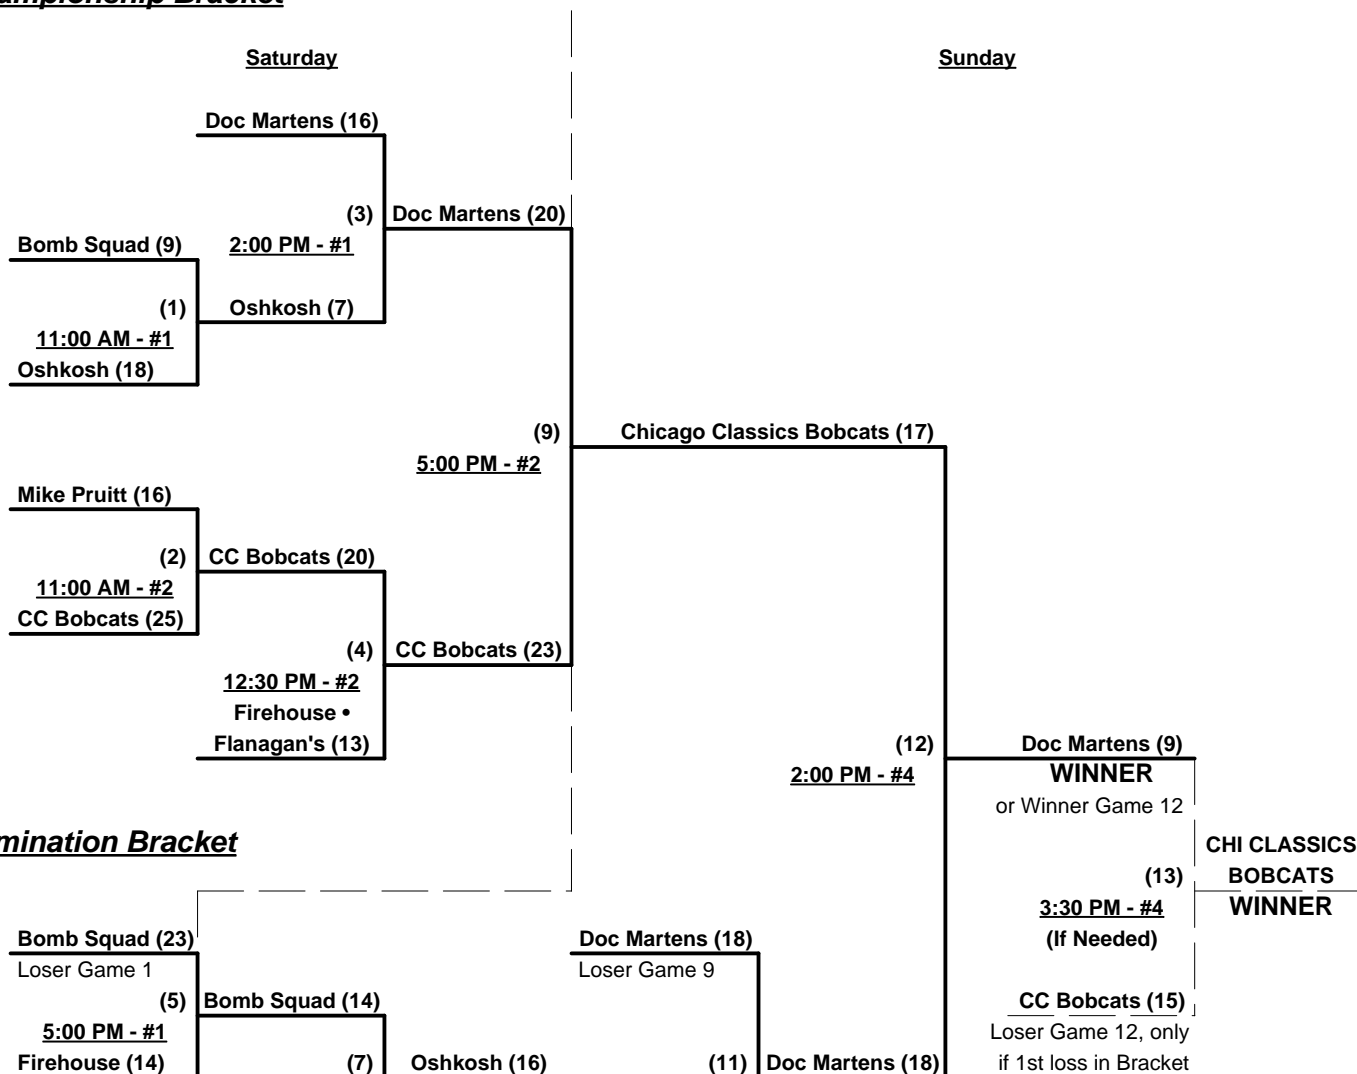 ampionship Bracket
Saturday
Sunday
Doc Martens (16)
(3)
Doc Martens (20)
Bomb Squad (9)
2:00 PM - #1
(1)
Oshkosh (7)
11:00 AM - #1
Oshkosh (18)
(9)
Chicago Classics Bobcats (17)
5:00 PM - #2
Mike Pruitt (16)
(2)
CC Bobcats (20)
11:00 AM - #2
CC Bobcats (25)
(4)
CC Bobcats (23)
12:30 PM - #2
Firehouse •
Flanagan's (13)
(12)
Doc Martens (9)
2:00 PM - #4
WINNER
or Winner Game 12
mination Bracket
CHI CLASSICS
(13)
BOBCATS
3:30 PM - #4
WINNER
(If Needed)
Bomb Squad (23)
Doc Martens (18)
Loser Game 1
Loser Game 9
(5)
Bomb Squad (14)
CC Bobcats (15)
5:00 PM - #1
Loser Game 12, only
Firehouse (14)
(7)
Oshkosh (16)
(11)
Doc Martens (18)
if 1st loss in Bracket